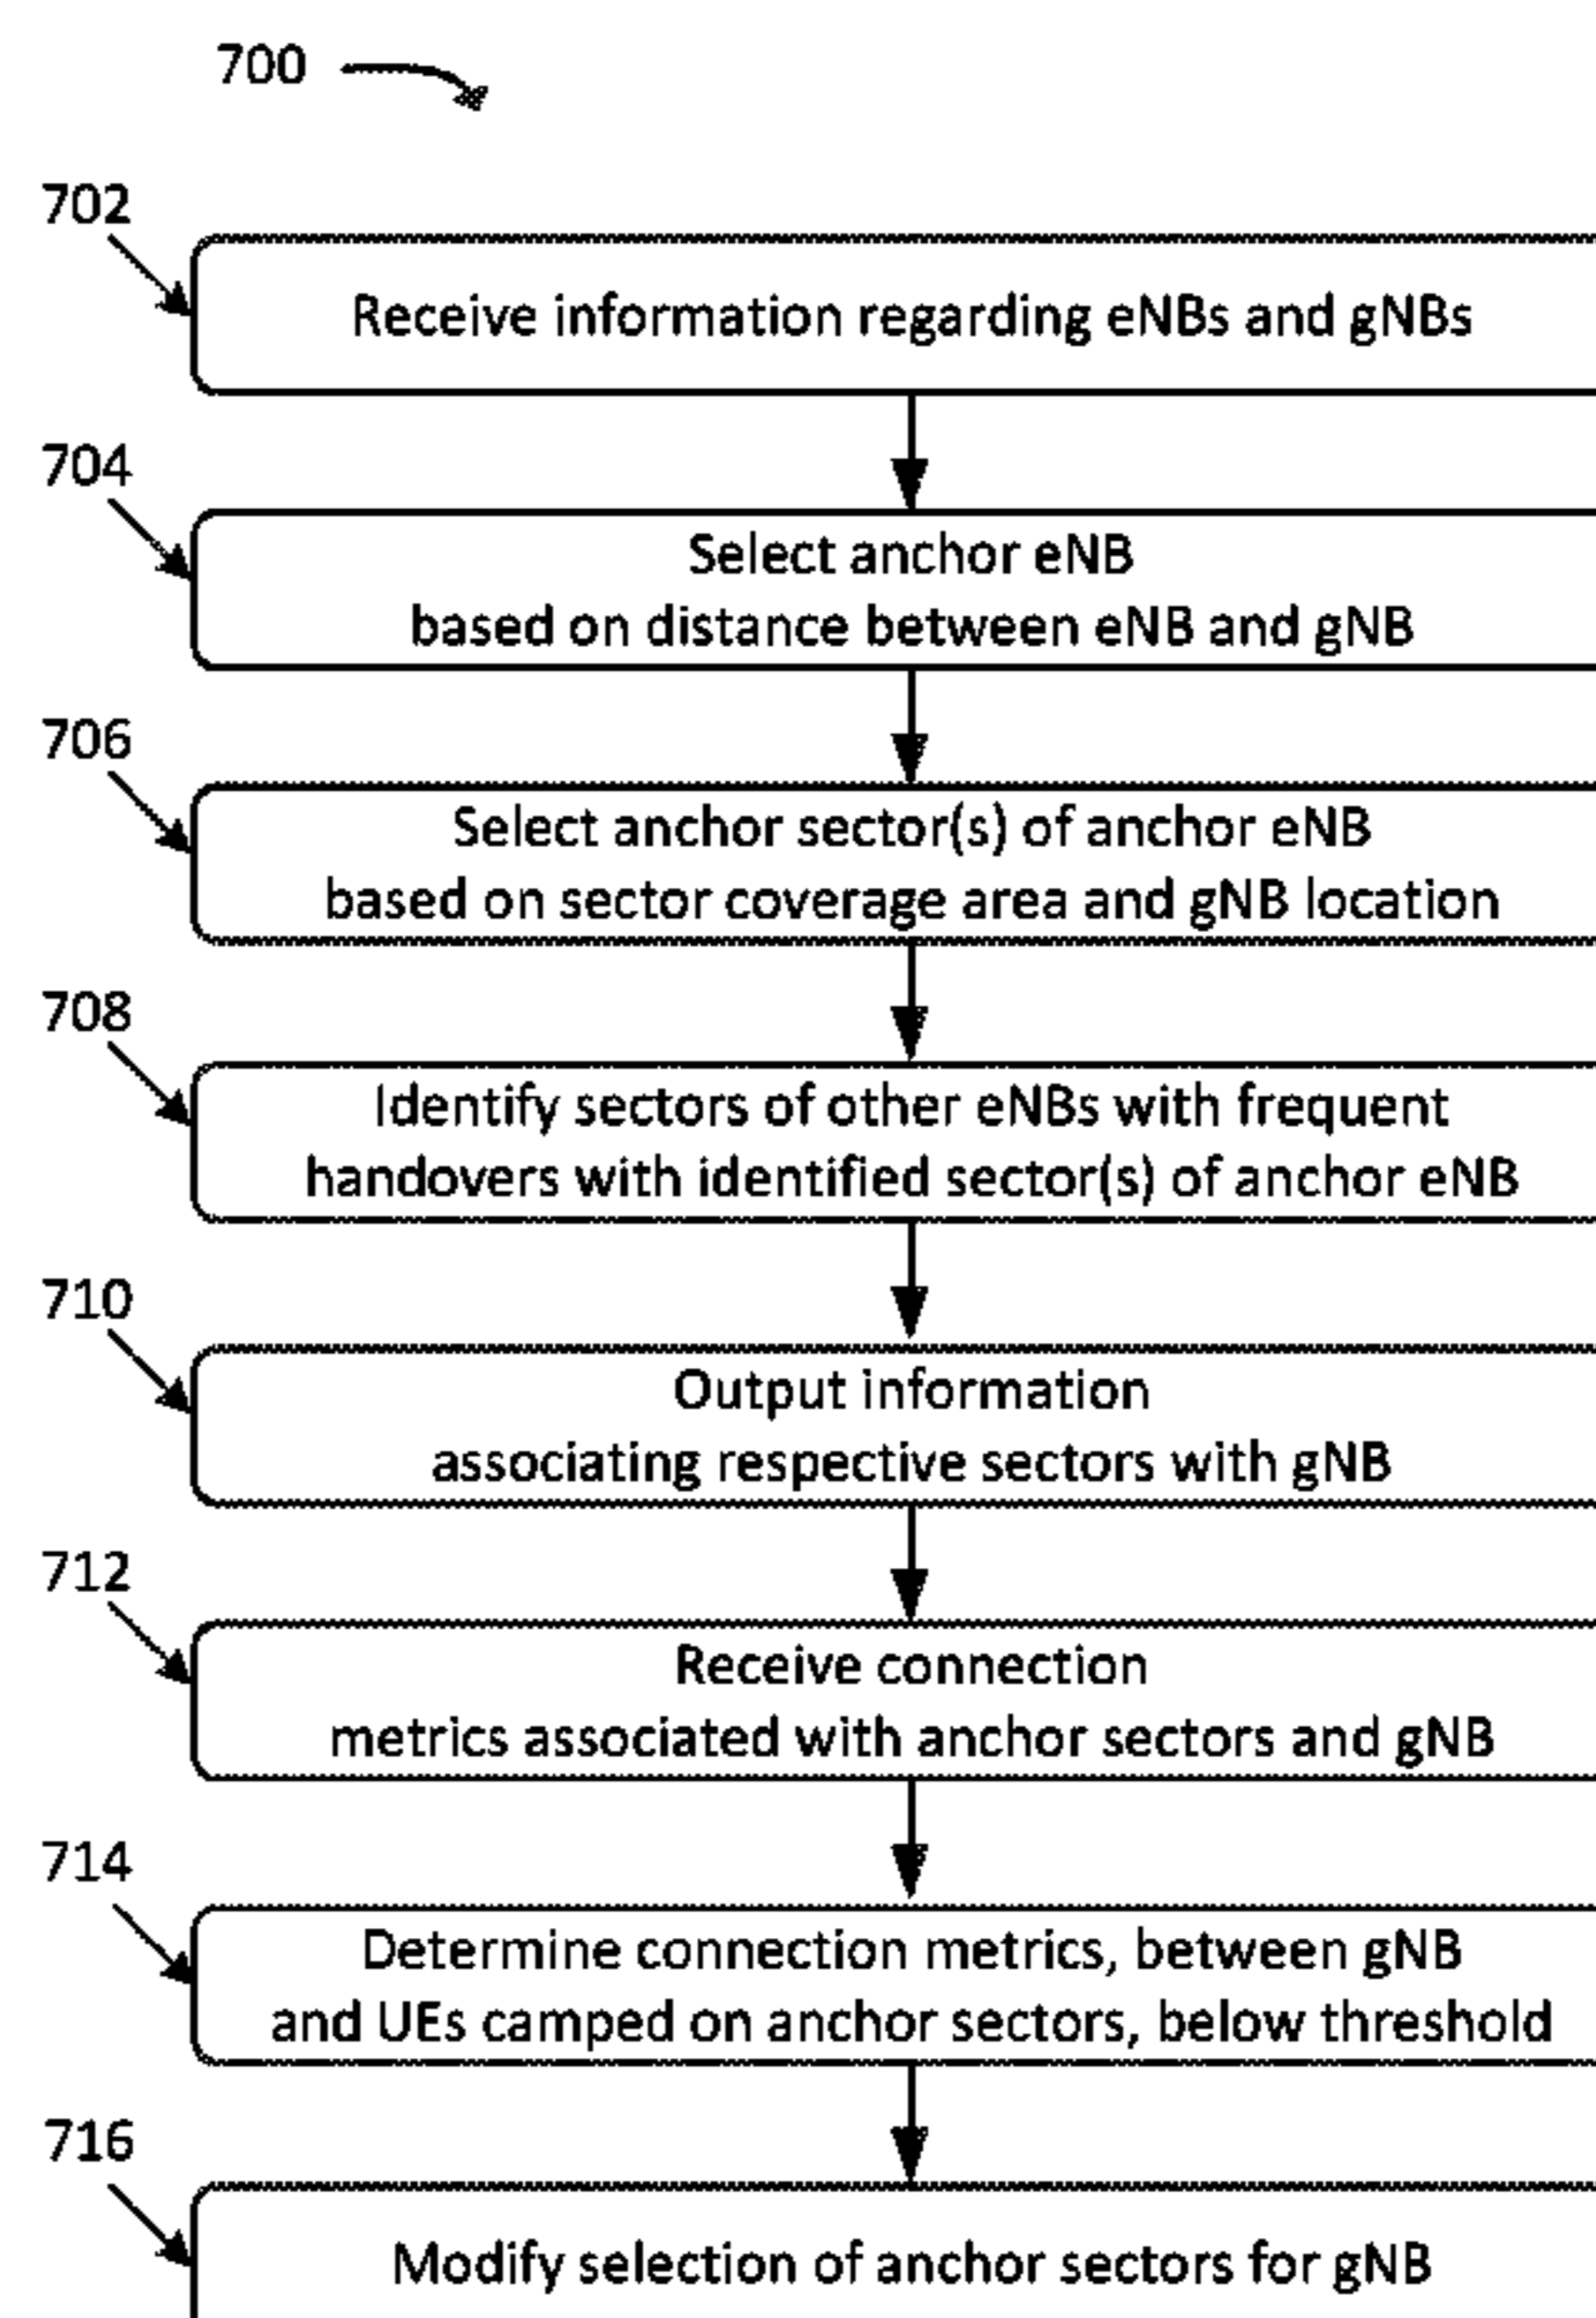 700
702
Receive information regarding eNBs and gNBs
704
Select anchor eNB
based on distance between eNB and gNB
706
Select anchor sector(s) of anchor eNB
based on sector coverage area and gNB location
708
Identify sectors of other eNBs with frequent
handovers with identified sector(s) of anchor eNB
710
Output information
associating respective sectors with gNB
712
Receive connection
metrics associated with anchor sectors and gNB
714
Determine connection metrics, between gNB
and UEs camped on anchor sectors, below threshold
716
Modify selection of anchor sectors for gNB